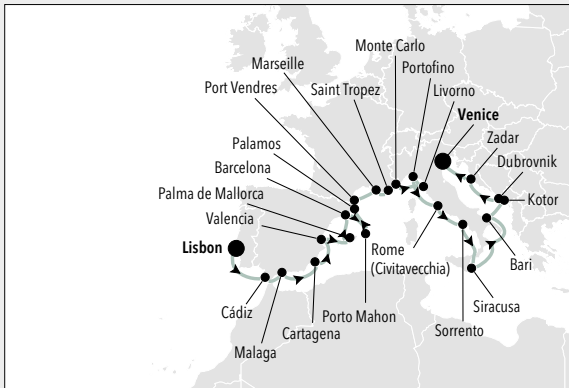 Monte Carlo
Marseille
Portofino
Port Vendres
Saint Tropez
Livorno
Venice
Palamos
Zadar
Barcelona
Dubrovnik
Palma de Mallorca
Kotor
Valencia
Lisbon
Rome
(Civitavecchia)
Bari
Cádiz
Porto Mahon
Siracusa
Cartagena
Sorrento
Malaga